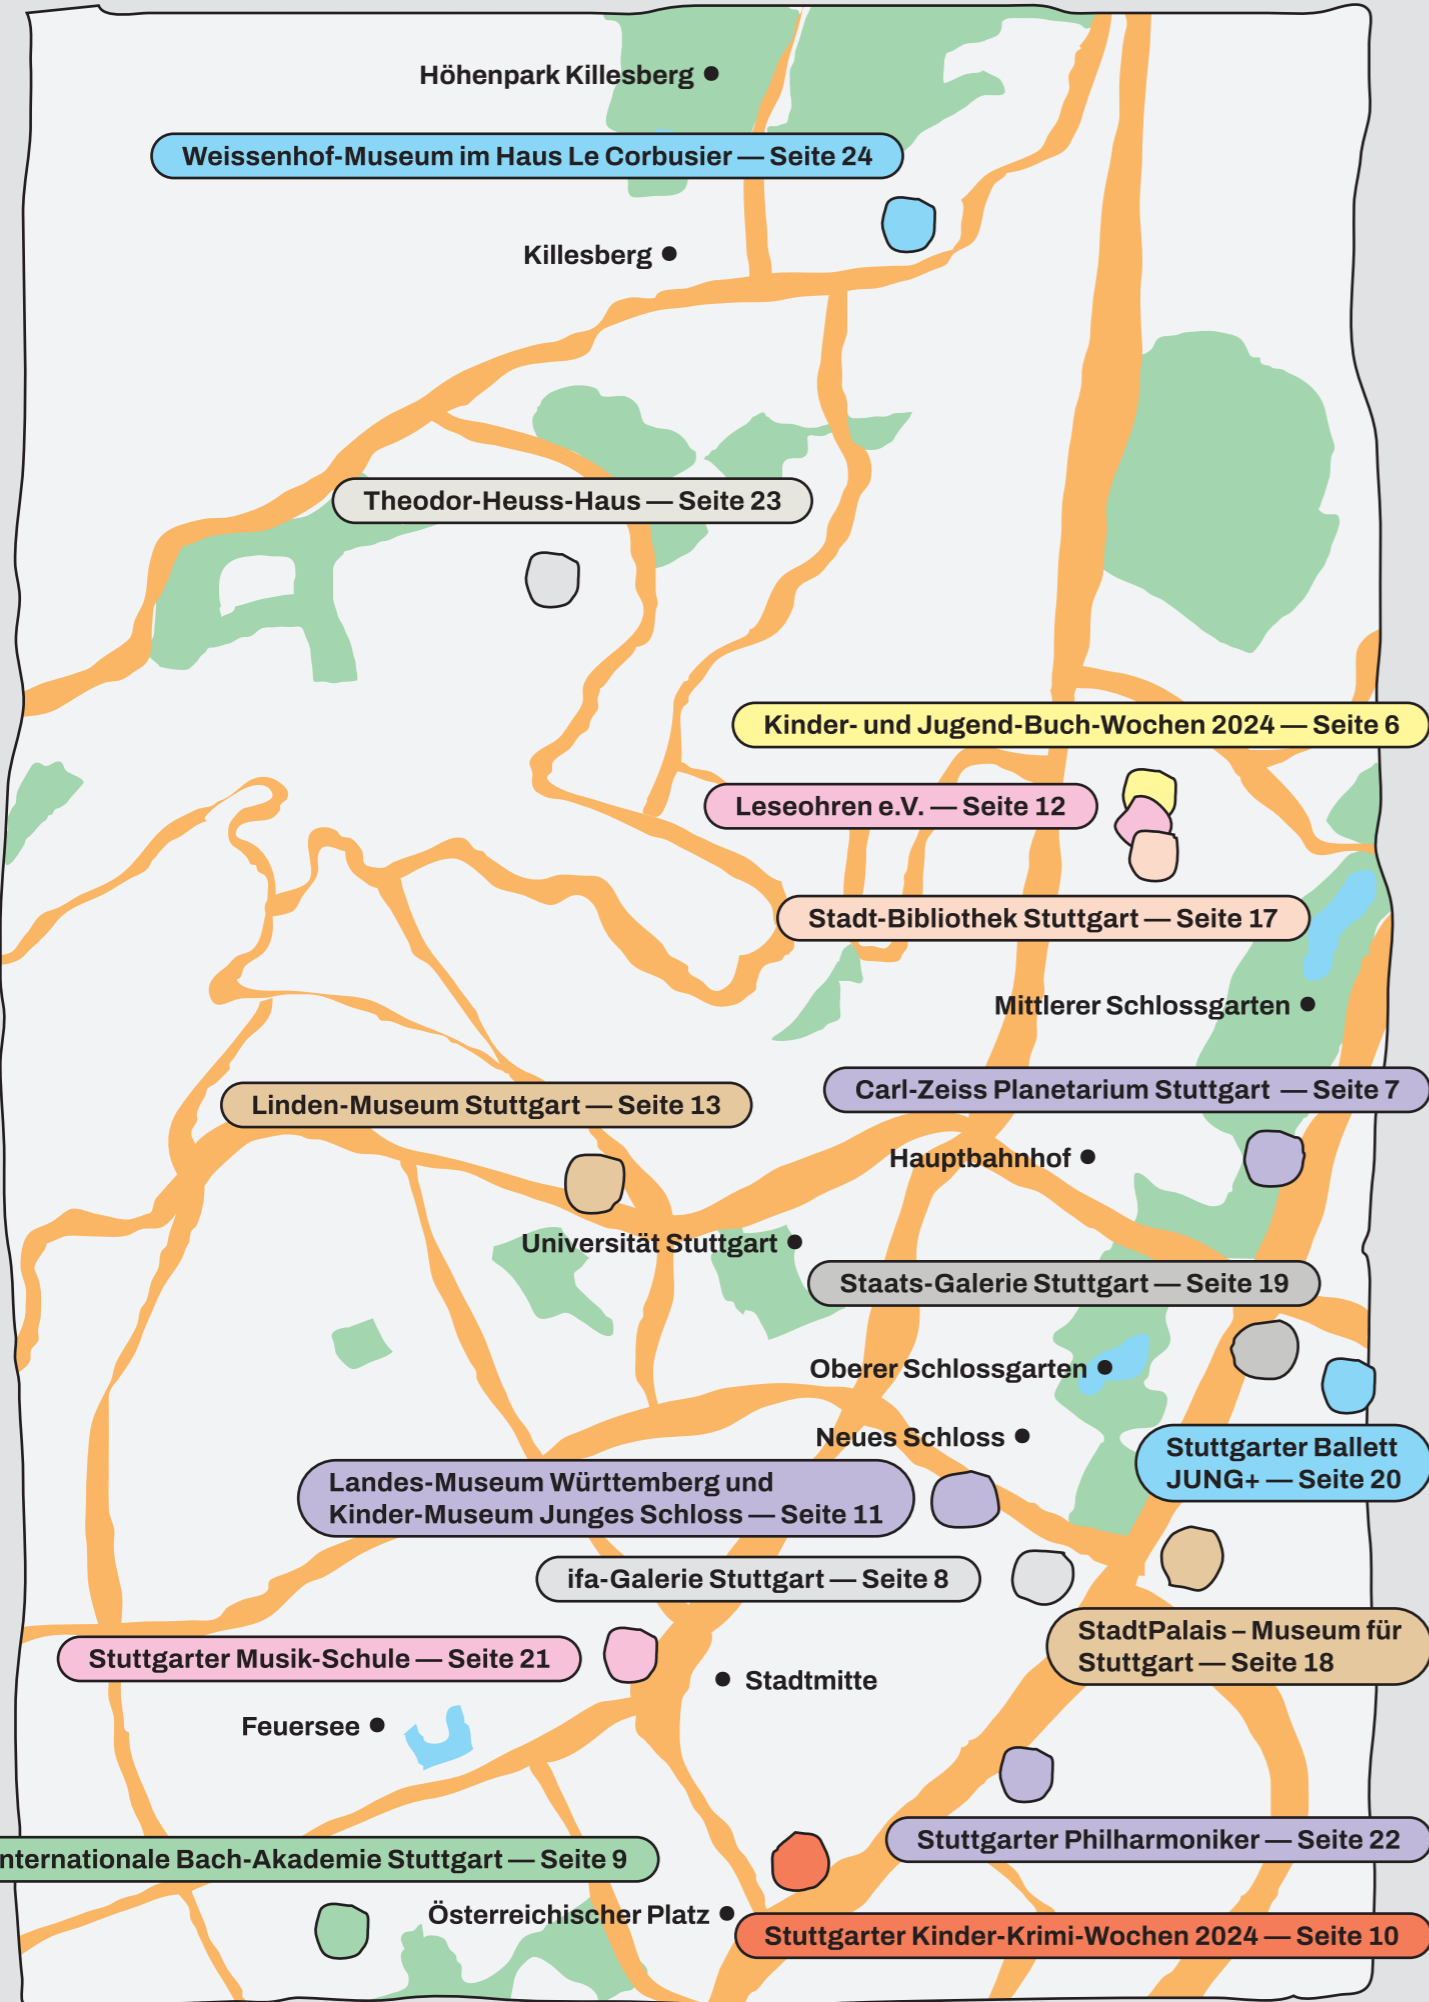 Höhenpark Killesberg
Weissenhof-Museum im Haus Le Corbusier — Seite 24
Killesberg
Theodor-Heuss-Haus — Seite 23
Kinder- und Jugend-Buch-Wochen 2024 — Seite 6
Leseohren e.V. — Seite 12
Stadt-Bibliothek Stuttgart — Seite 17
Mittlerer Schlossgarten
Carl-Zeiss Planetarium Stuttgart — Seite 7
Linden-Museum Stuttgart — Seite 13
Hauptbahnhof
Universität Stuttgart
Staats-Galerie Stuttgart — Seite 19
Oberer Schlossgarten
Neues Schloss
Stuttgarter Ballett
JUNG+ — Seite 20
Landes-Museum Württemberg und
Kinder-Museum Junges Schloss — Seite 11
ifa-Galerie Stuttgart — Seite 8
StadtPalais – Museum für
Stuttgart — Seite 18
Stuttgarter Musik-Schule — Seite 21
Stadtmitte
Feuersee
Stuttgarter Philharmoniker — Seite 22
nternationale Bach-Akademie Stuttgart — Seite 9
Österreichischer Platz
Stuttgarter Kinder-Krimi-Wochen 2024 — Seite 10